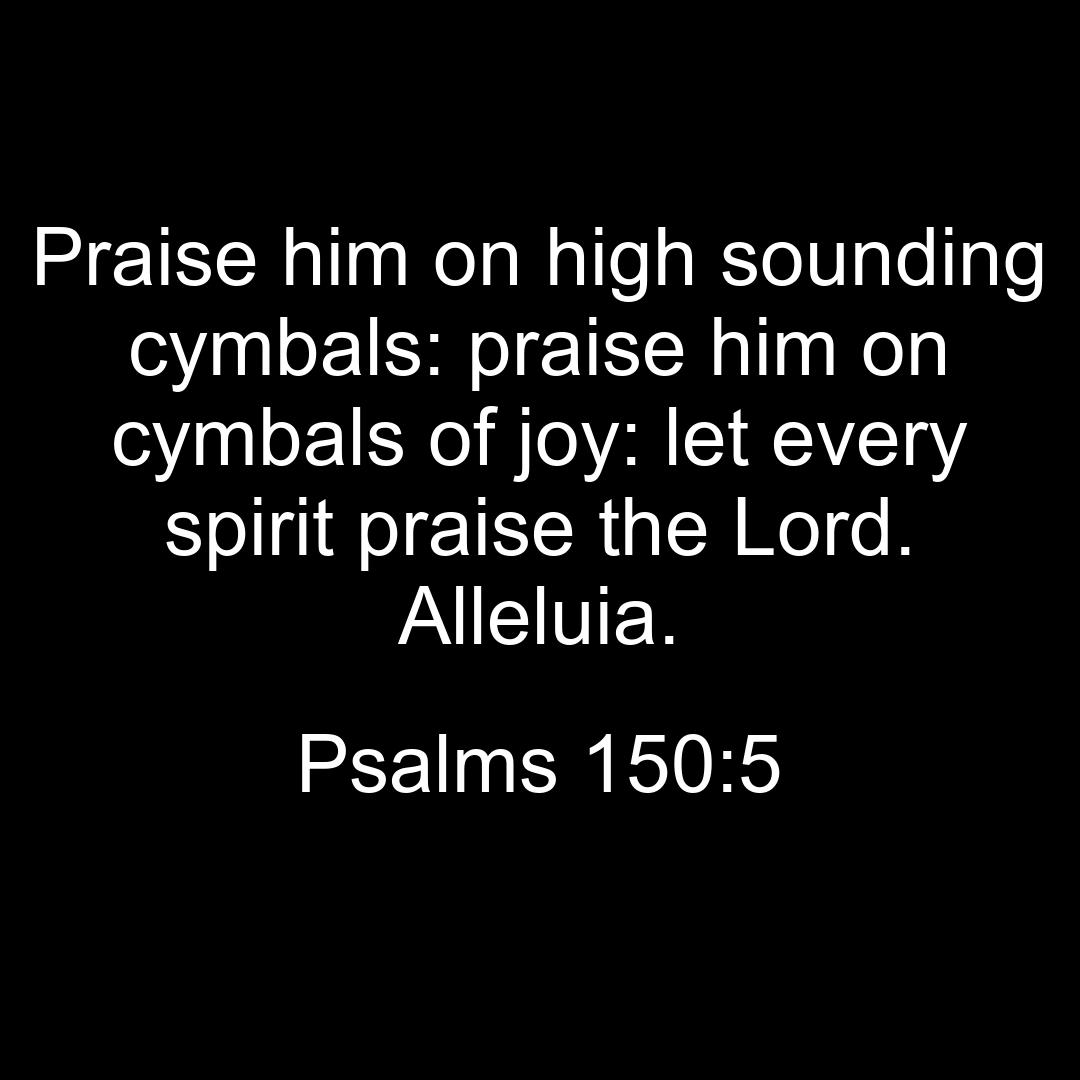 Praise him on high sounding
cymbals: praise him on
cymbals of joy: let every
spirit praise the Lord.
Alleluia.
Psalms 150:5